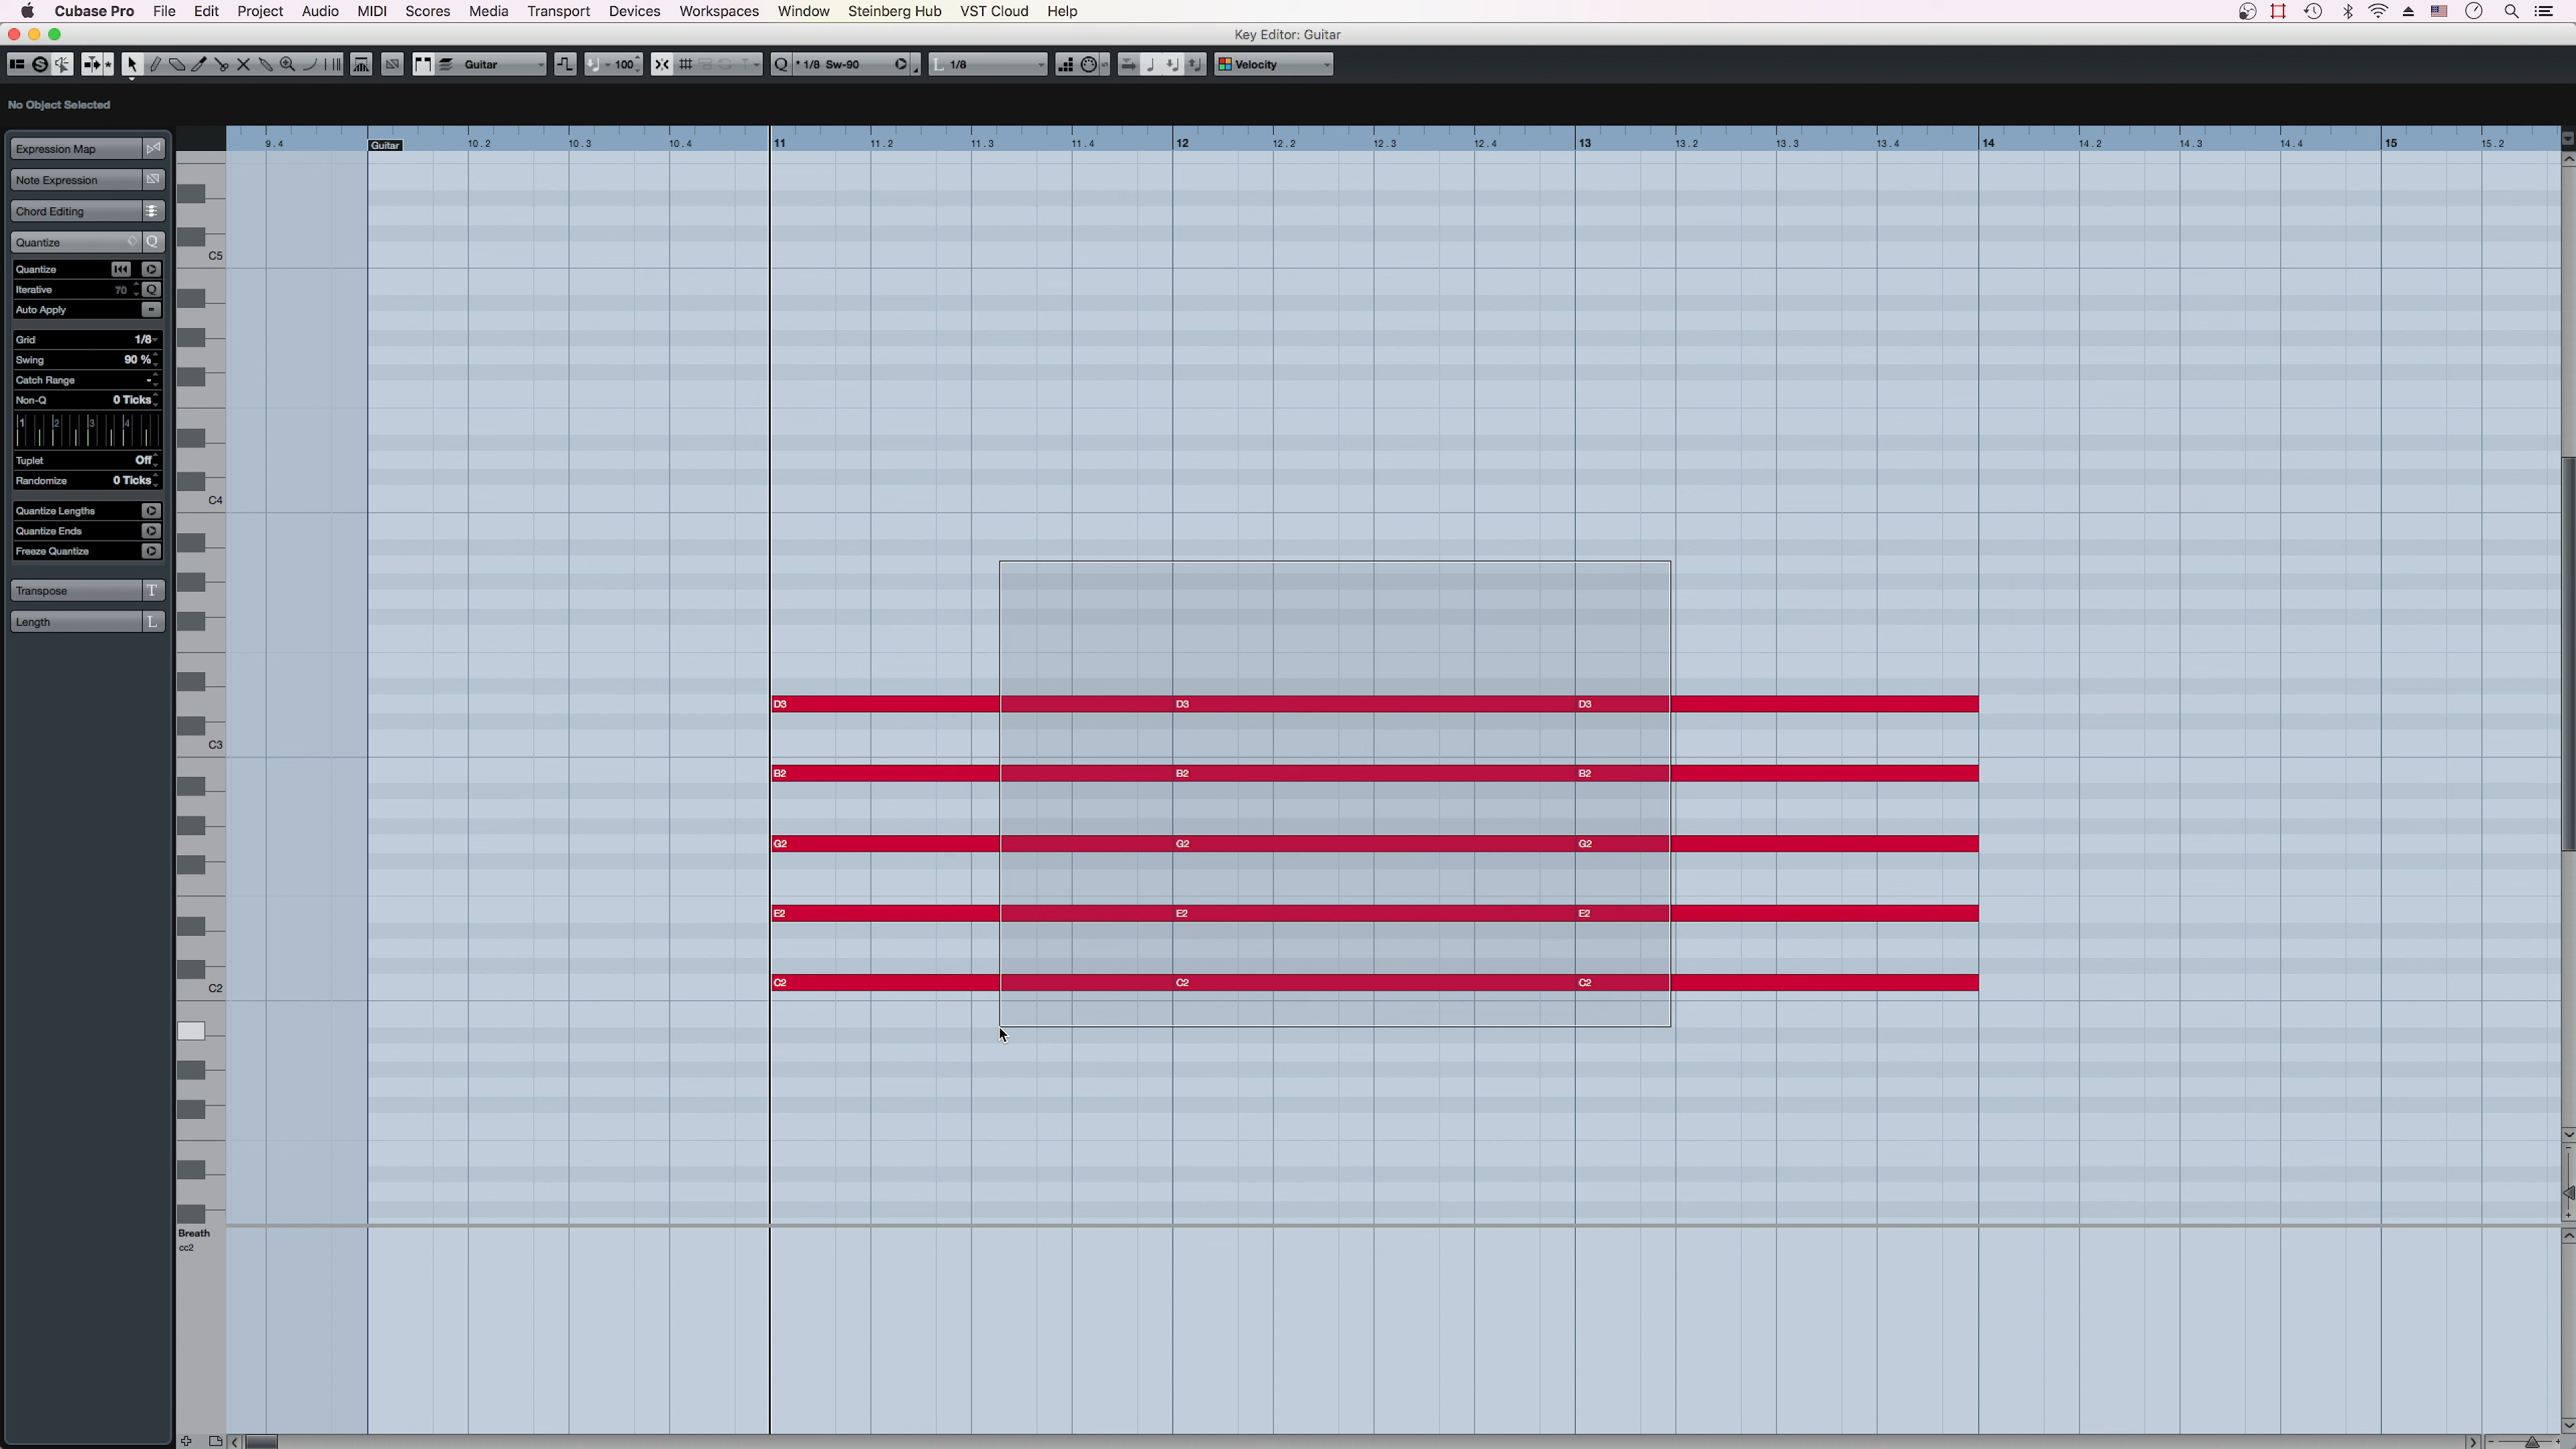 Cubase Pro File Edit Project Audio MIDI Scores Media Transport Devices Workspaces Window Steinberg Hub VST Cloud Help
Key Editor: Guitar
Guitar 100 Q * 1/8 Sw-90 L 1/8 Velocity
No Object Selected
9.4 Guitar 10.2 10.3 10.4 11 11.2 11.3 11.4 12 12.2 12.3 12.4 13 13.2 13.3 13.4 14 14.2 14.3 14.4 15 15.2
Expression Map
Note Expression
Chord Editing
Quantize Q
Quantize
Iterative 70 Q
Auto Apply
Grid 1/8
Swing 90 %
Catch Range -
Non-Q 0 Ticks
1 2 3 4
Tuplet Off
Randomize 0 Ticks
Quantize Lengths
Quantize Ends
Freeze Quantize
Transpose T
Length L
C5
C4
C3
C2
D3 D3 D3
B2 B2 B2
G2 G2 G2
E2 E2 E2
C2 C2 C2
Breath
cc2